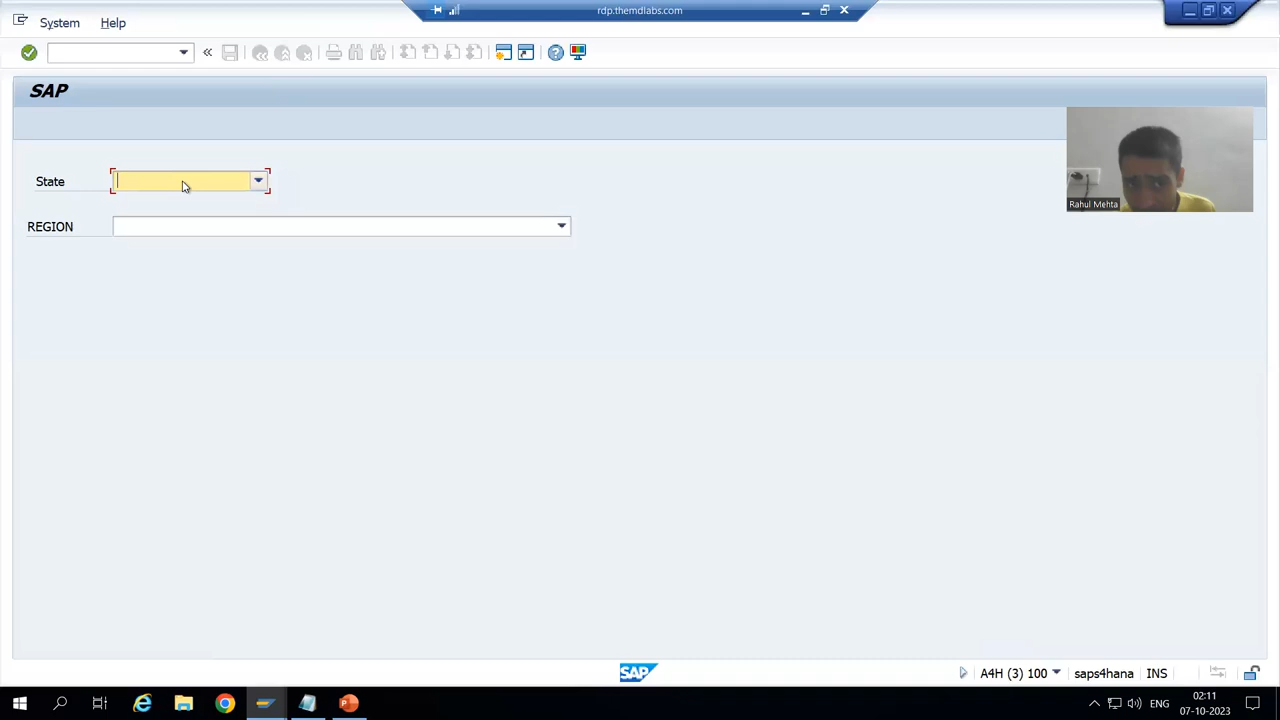 rdp.themdlabs.com
System Help
SAP
State
REGION
Rahul Mehta
SAP
A4H (3) 100 saps4hana INS
ENG
02:11
07-10-2023